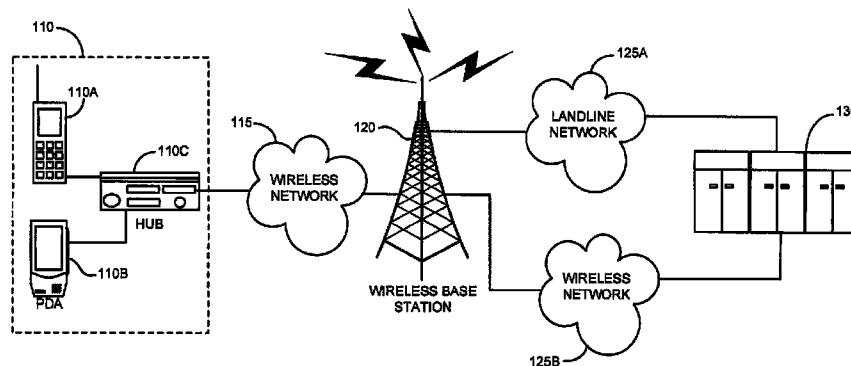 110
110A
110C
HUB
110B
PDA
115
WIRELESS
NETWORK
120
WIRELESS BASE
STATION
125A
LANDLINE
NETWORK
WIRELESS
NETWORK
125B